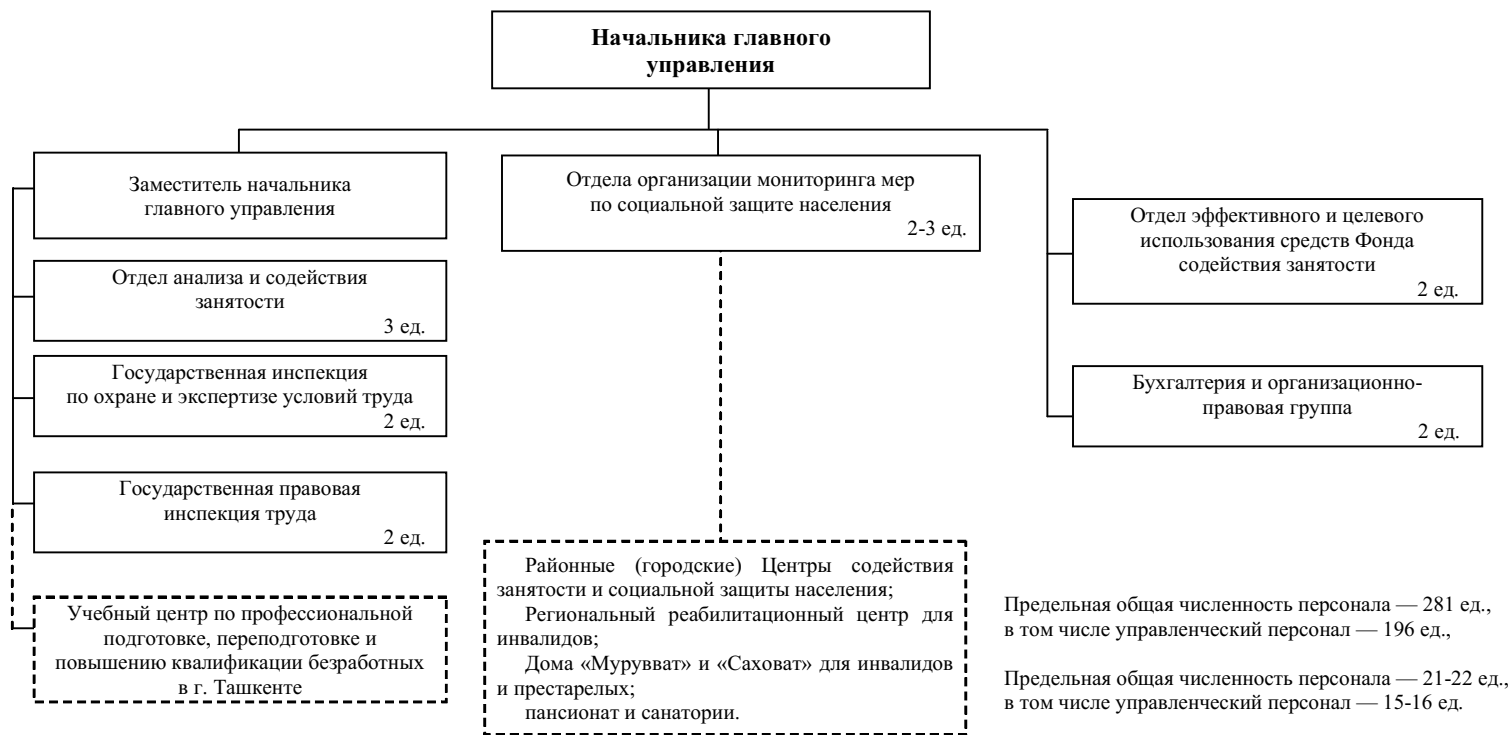 Начальника главного
управления
Заместитель начальника
главного управления
Отдел анализа и содействия
занятости
3 ед.
Государственная инспекция
по охране и экспертизе условий труда
2 ед.
Государственная правовая
инспекция труда
2 ед.
Учебный центр по профессиональной
подготовке, переподготовке и
повышению квалификации безработных
в г. Ташкенте
Отдела организации мониторинга мер
по социальной защите населения
2-3 ед.
Районные (городские) Центры содействия
занятости и социальной защиты населения;
Региональный реабилитационный центр для
инвалидов;
Дома «Мурувват» и «Саховат» для инвалидов
и престарелых;
пансионат и санатории.
Отдел эффективного и целевого
использования средств Фонда
содействия занятости
2 ед.
Бухгалтерия и организационно-
правовая группа
2 ед.
Предельная общая численность персонала — 281 ед.,
в том числе управленческий персонал — 196 ед.,
Предельная общая численность персонала — 21-22 ед.,
в том числе управленческий персонал — 15-16 ед.